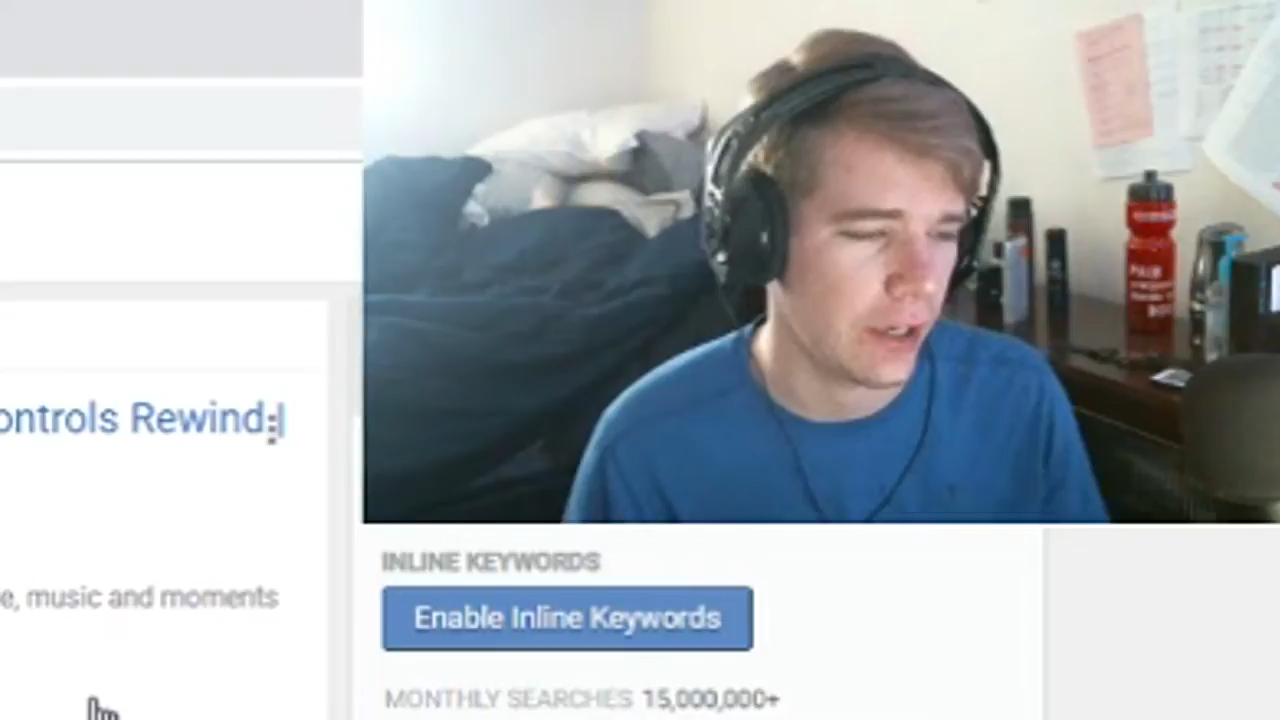 ontrols Rewind:
e, music and moments
INLINE KEYWORDS
Enable Inline Keywords
MONTHLY SEARCHES 15,000,000+